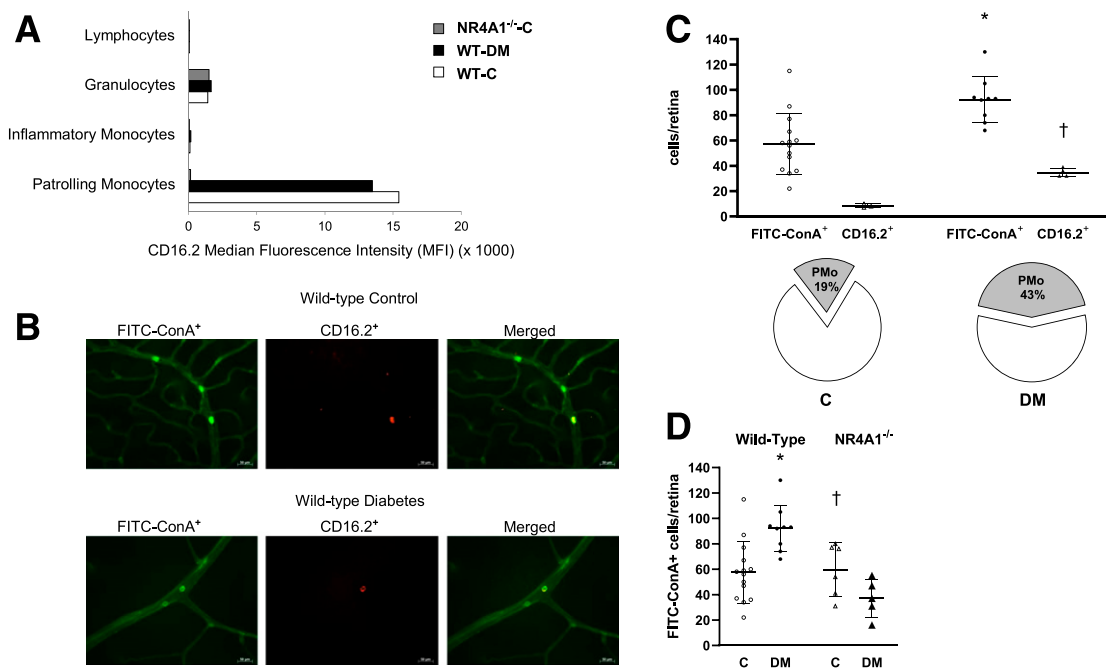 A
Lymphocytes
Granulocytes
Inflammatory Monocytes
Patrolling Monocytes
NR4A1⁻/⁻-C
WT-DM
WT-C
0 5 10 15 20
CD16.2 Median Fluorescence Intensity (MFI) (x 1000)
B
Wild-type Control
FITC-ConA⁺ CD16.2⁺ Merged
Wild-type Diabetes
FITC-ConA⁺ CD16.2⁺ Merged
C
cells/retina
140
120
100
80
60
40
20
0
*
†
FITC-ConA⁺ CD16.2⁺ FITC-ConA⁺ CD16.2⁺
PMo
19%
C
PMo
43%
DM
D
Wild-Type NR4A1⁻/⁻
FITC-ConA+ cells/retina
140
120
100
80
60
40
20
0
*
†
C DM C DM